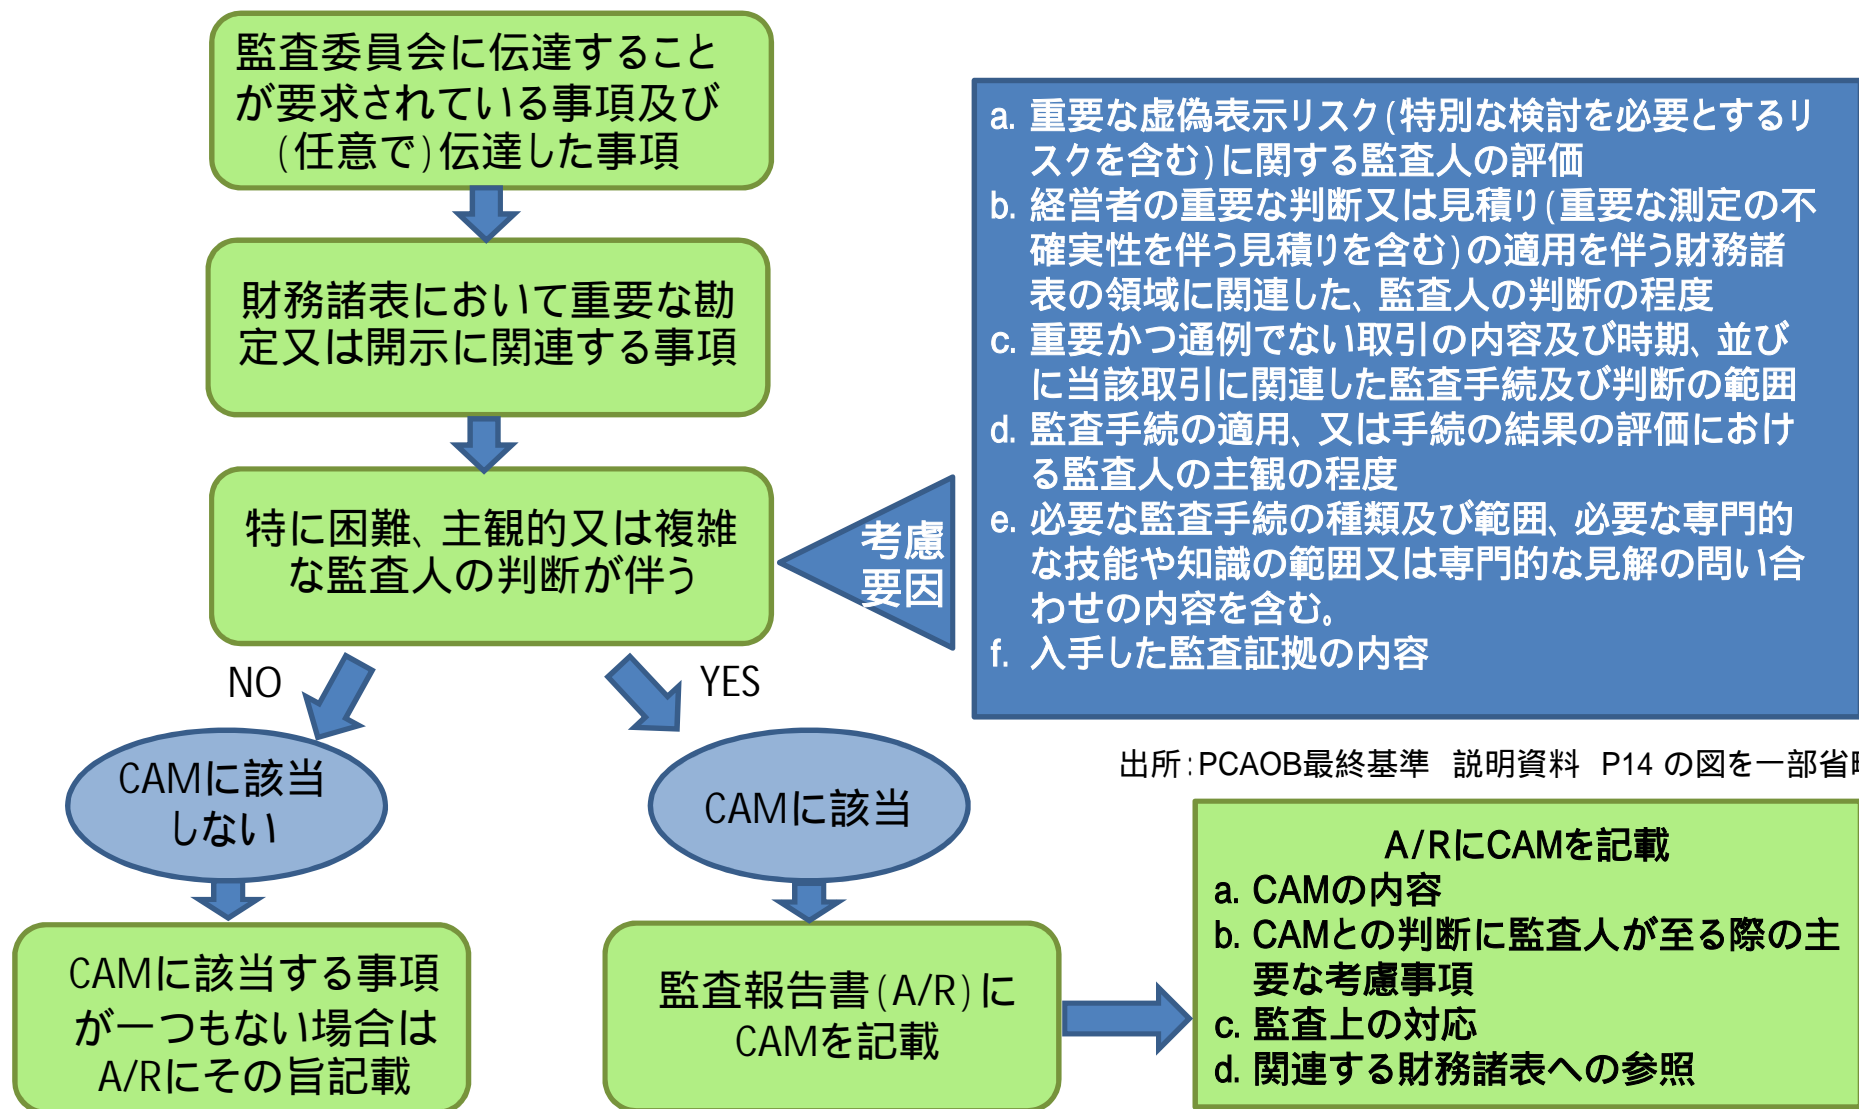 監査委員会に伝達すること
が要求されている事項及び
(任意で)伝達した事項
財務諸表において重要な勘
定又は開示に関連する事項
特に困難、主観的又は複雑
な監査人の判断が伴う
考慮
要因
a. 重要な虚偽表示リスク(特別な検討を必要とするリ
スクを含む)に関する監査人の評価
b. 経営者の重要な判断又は見積り(重要な測定の不
確実性を伴う見積りを含む)の適用を伴う財務諸
表の領域に関連した、監査人の判断の程度
c. 重要かつ通例でない取引の内容及び時期、並び
に当該取引に関連した監査手続及び判断の範囲
d. 監査手続の適用、又は手続の結果の評価におけ
る監査人の主観の程度
e. 必要な監査手続の種類及び範囲、必要な専門的
な技能や知識の範囲又は専門的な見解の問い合
わせの内容を含む。
f. 入手した監査証拠の内容
NO
YES
CAMに該当
しない
CAMに該当
出所:PCAOB最終基準 説明資料 P14 の図を一部省
CAMに該当する事項
が一つもない場合は
A/Rにその旨記載
監査報告書(A/R)に
CAMを記載
A/RにCAMを記載
a. CAMの内容
b. CAMとの判断に監査人が至る際の主
要な考慮事項
c. 監査上の対応
d. 関連する財務諸表への参照